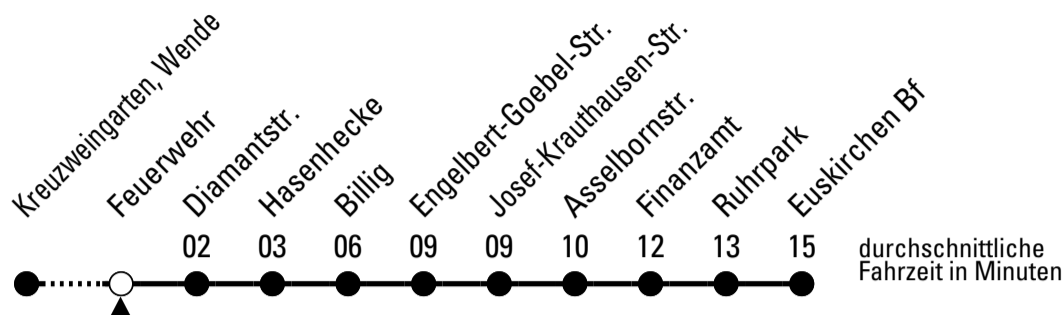 Kreuzweingarten, Wende
Feuerwehr
Diamantstr.
Hasenhecke
Billig
Engelbert-Goebel-Str.
Josef-Krauthausen-Str.
Asselbornstr.
Finanzamt
Ruhrpark
Euskirchen Bf
02 03 06 09 09 10 12 13 15
durchschnittliche
Fahrzeit in Minuten